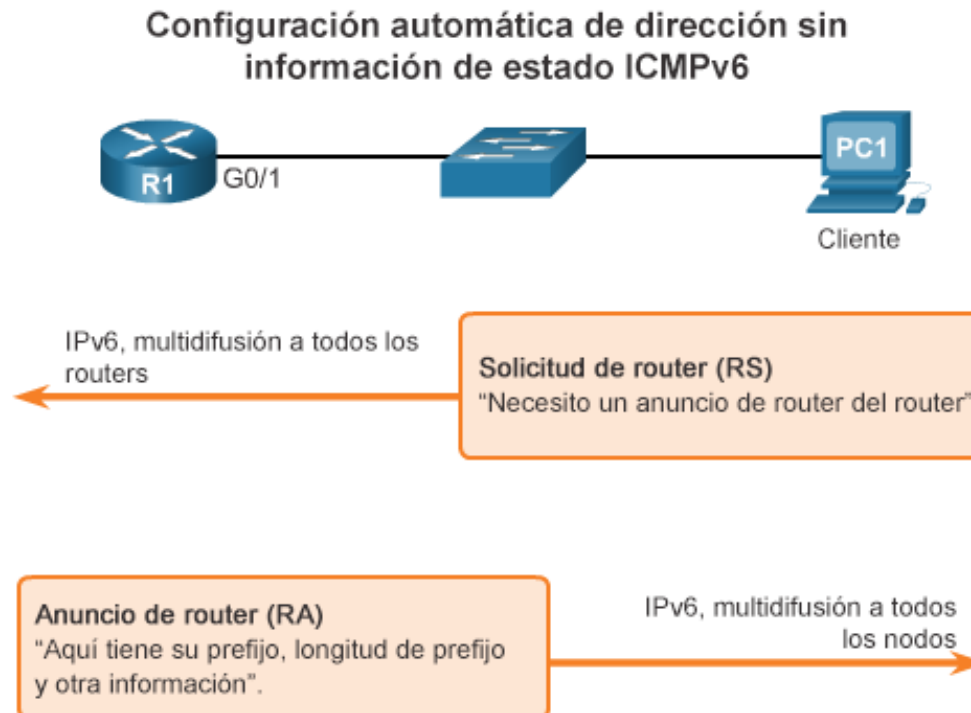 Configuración automática de dirección sin
información de estado ICMPv6
R1
G0/1
PC1
Cliente
IPv6, multidifusión a todos los
routers
Solicitud de router (RS)
“Necesito un anuncio de router del router”
Anuncio de router (RA)
“Aquí tiene su prefijo, longitud de prefijo
y otra información”.
IPv6, multidifusión a todos
los nodos